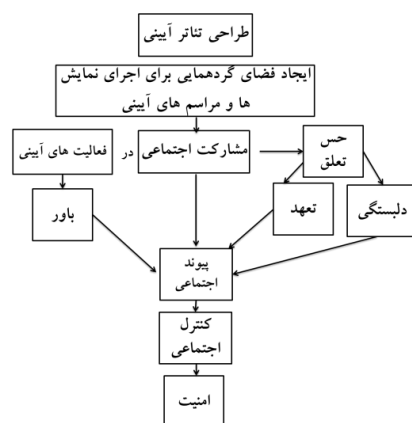 طراحی تئاتر آیینی
ایجاد فضای گردهمایی برای اجرای نمایش
ها و مراسم های آیینی
حس
تعلق
مشارکت اجتماعی
در
فعالیت های آیینی
دلبستگی
تعهد
باور
پیوند
اجتماعی
کنترل
اجتماعی
امنیت